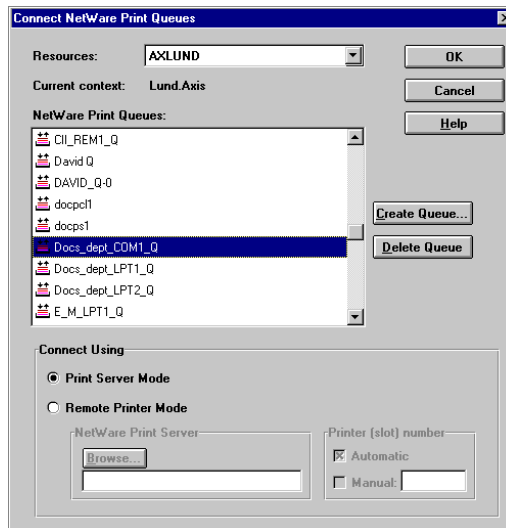 Connect NetWare Print Queues
Resources: AXLUND OK
Current context: Lund.Axis Cancel
NetWare Print Queues: Help
CII_REM1_Q
David Q
DAVID_Q-0
docpcl1
docps1
Create Queue...
Docs_dept_COM1_Q
Delete Queue
Docs_dept_LPT1_Q
Docs_dept_LPT2_Q
E_M_LPT1_Q
Connect Using
Print Server Mode
Remote Printer Mode
NetWare Print Server Printer (slot) number
Browse... Automatic
Manual: